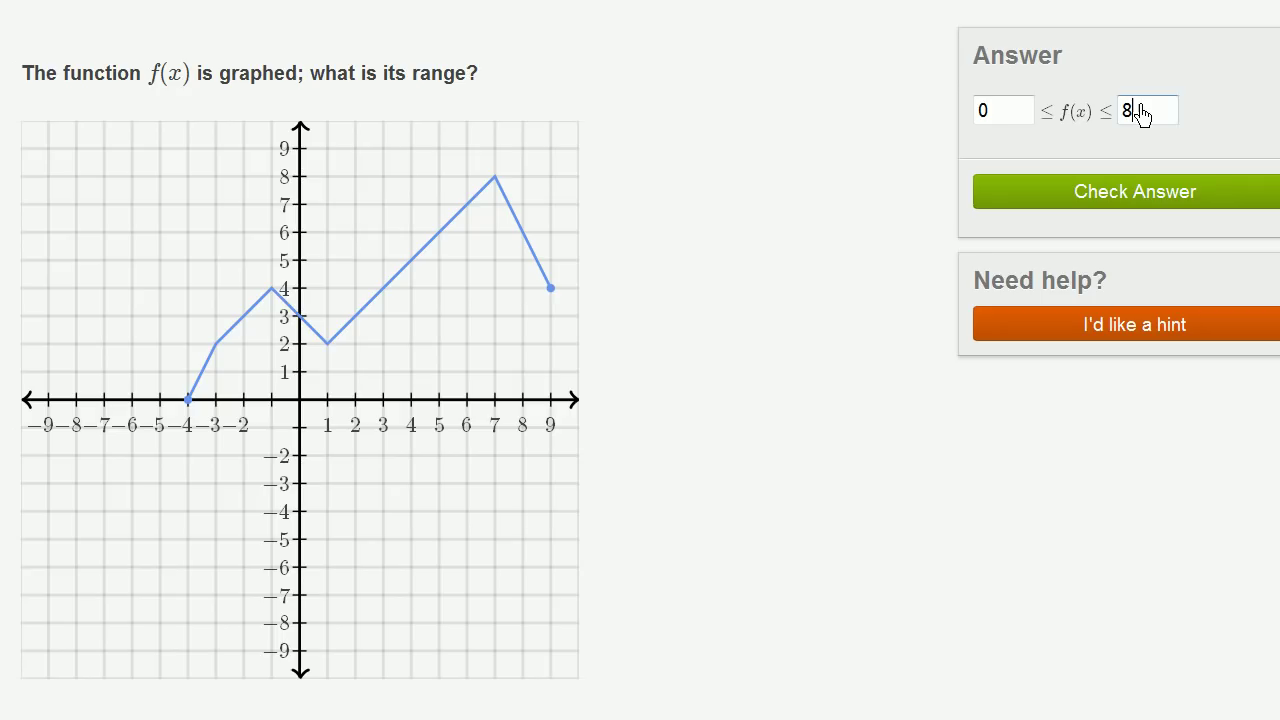 The function f(x) is graphed; what is its range?
9
8
7
6
5
4
3
2
1
−9 −8 −7 −6 −5 −4 −3 −2 1 2 3 4 5 6 7 8 9
−2
−3
−4
−5
−6
−7
−8
−9
Answer
0 ≤ f(x) ≤ 8
Check Answer
Need help?
I'd like a hint